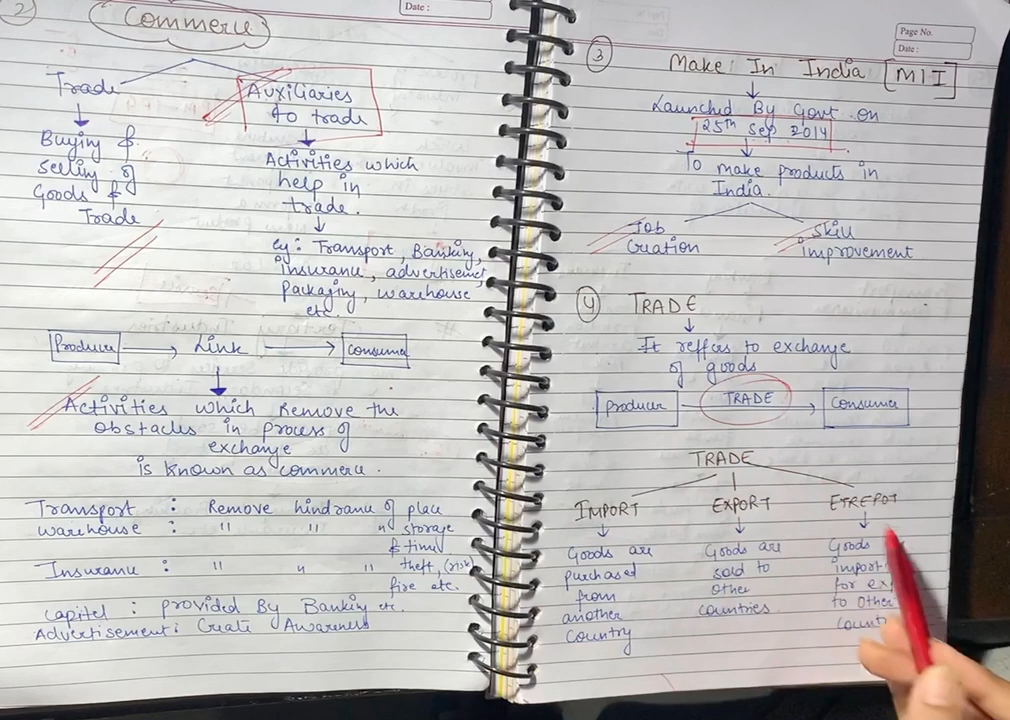 2
Commerce
Date :
Trade
Buying &
selling of
Goods &
Trade
Auxiliaries
to trade
Activities which
help in
trade.
eg: Transport, Banking,
insurance, advertisemet,
packaging, warehouse
etc.
Producer
Link
consumer
Activities which Remove the
obstacles in process of
exchange
is known as commerce.
Transport : Remove hindrance of place
warehouse : " " " storage
& time
Insurance : " " " theft, (risk)
fire etc.
capital : provided By Banking etc.
Advertisement: Create Awareness
Page No.
Date :
3
Make In India [MII]
Launched By Govt on
25th Sep 2014
To make products in
India.
Job
Creation
skill
improvement
4 TRADE
It reffers to exchange
of goods
producer
TRADE
Consumer
TRADE
IMPORT
Goods are
purchased
from
another
country
EXPORT
Goods are
sold to
other
countries
ETREPOT
Goods
import
for ex
to other
count